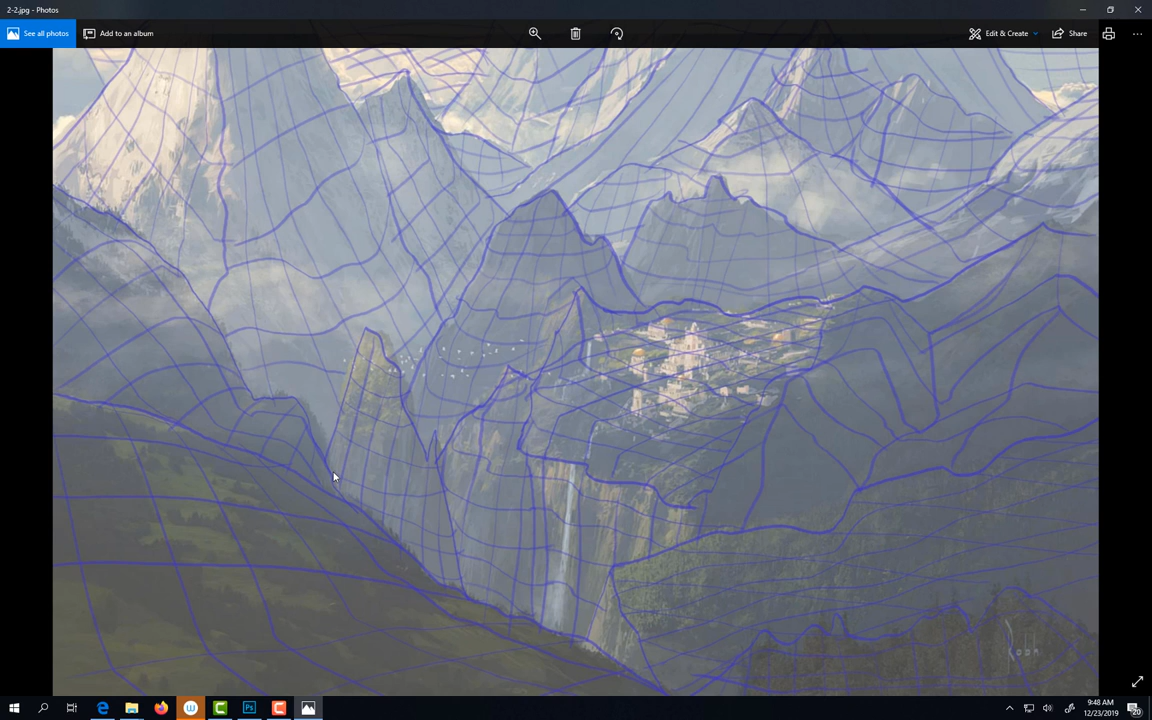 2-2.jpg - Photos
See all photos
Add to an album
Edit & Create
Share
9:48 AM
12/23/2019
20